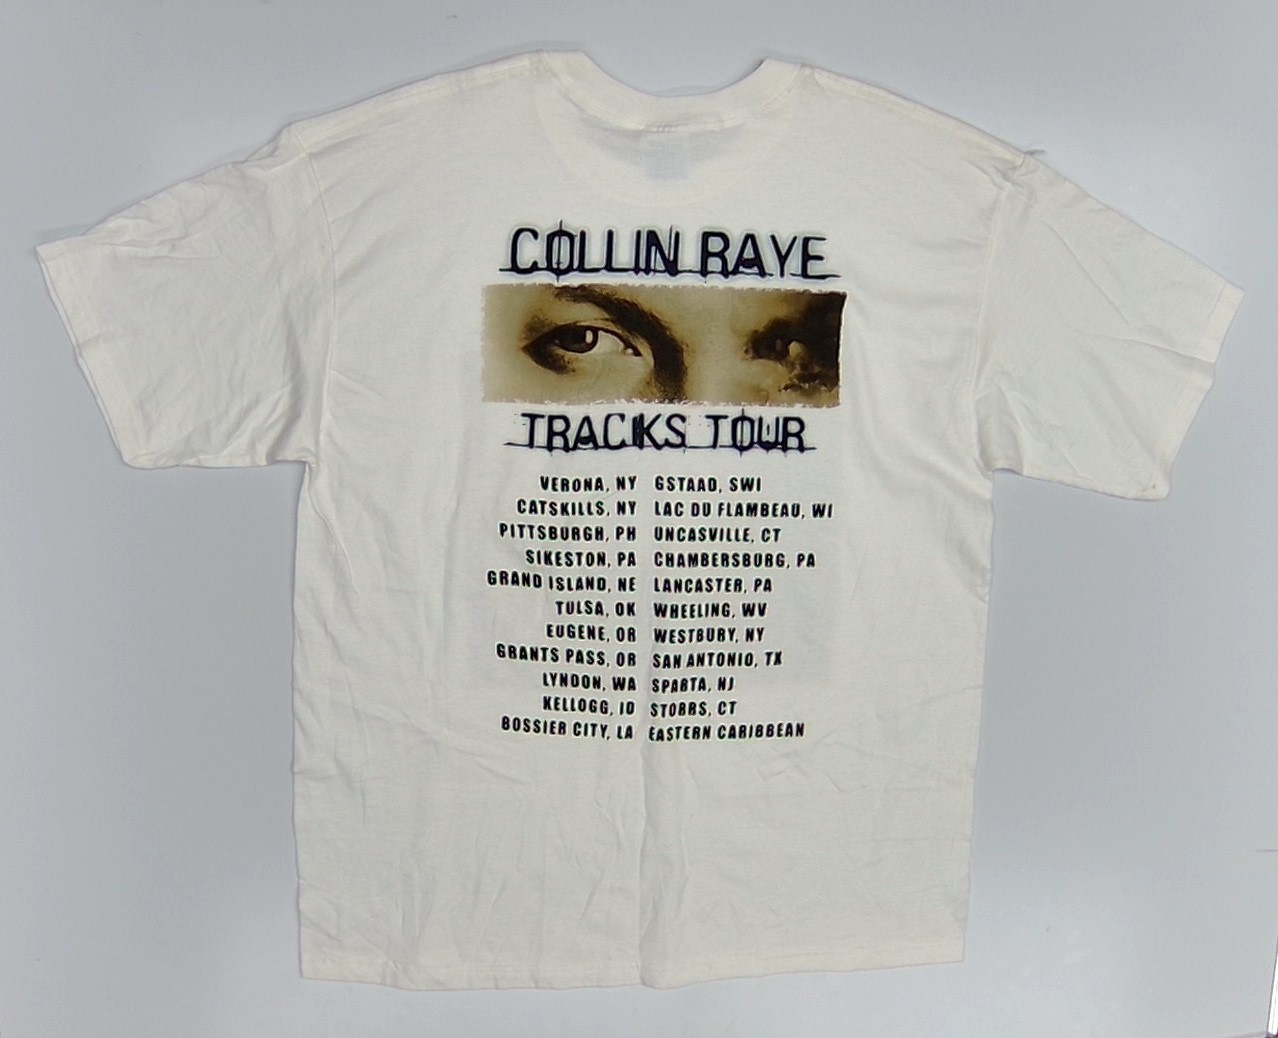 COLLIN RAYE
TRACKS TOUR
VERONA, NY
CATSKILLS, NY
PITTSBURGH, PH
SIKESTON, PA
GRAND ISLAND, NE
TULSA, OK
EUGENE, OR
GRANTS PASS, OR
LYNDON, WA
KELLOGG, ID
BOSSIER CITY, LA
GSTAAD, SWI
LAC DU FLAMBEAU, WI
UNCASVILLE, CT
CHAMBERSBURG, PA
LANCASTER, PA
WHEELING, WV
WESTBURY, NY
SAN ANTONIO, TX
SPARTA, NJ
STORRS, CT
EASTERN CARIBBEAN